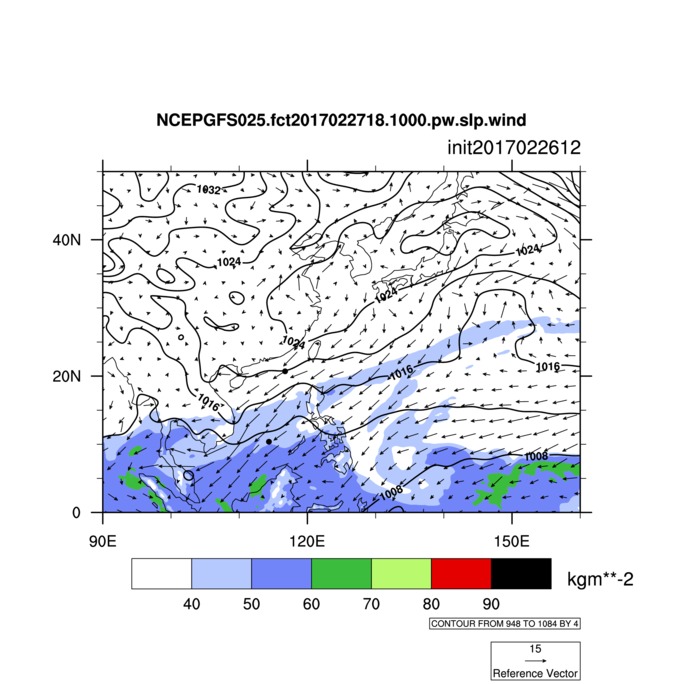 NCEPGFS025.fct2017022718.1000.pw.slp.wind
init2017022612
1032
40N
1024
1024
1024
1024
20N
1016
1016
1016
1008
1008
0
90E 120E 150E
40 50 60 70 80 90
kgm**-2
CONTOUR FROM 948 TO 1084 BY 4
15
Reference Vector